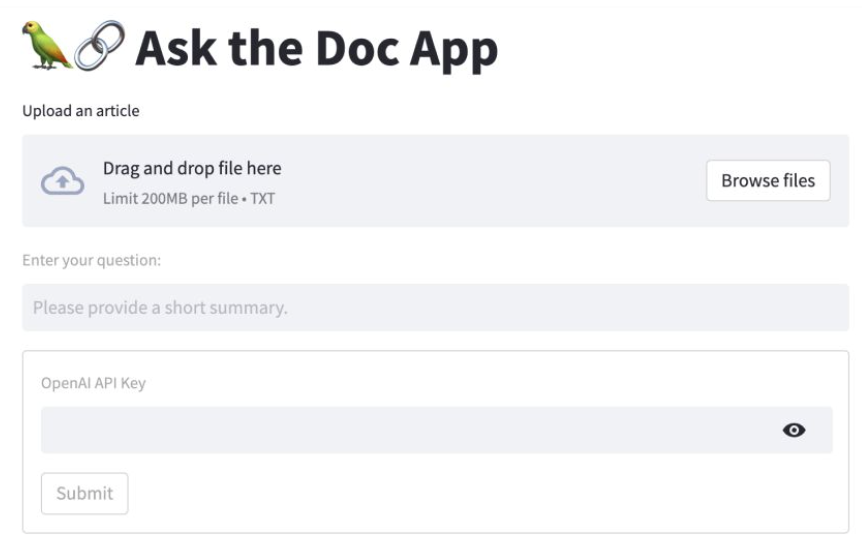 Ask the Doc App
Upload an article
Drag and drop file here
Limit 200MB per file • TXT
Browse files
Enter your question:
Please provide a short summary.
OpenAI API Key
Submit